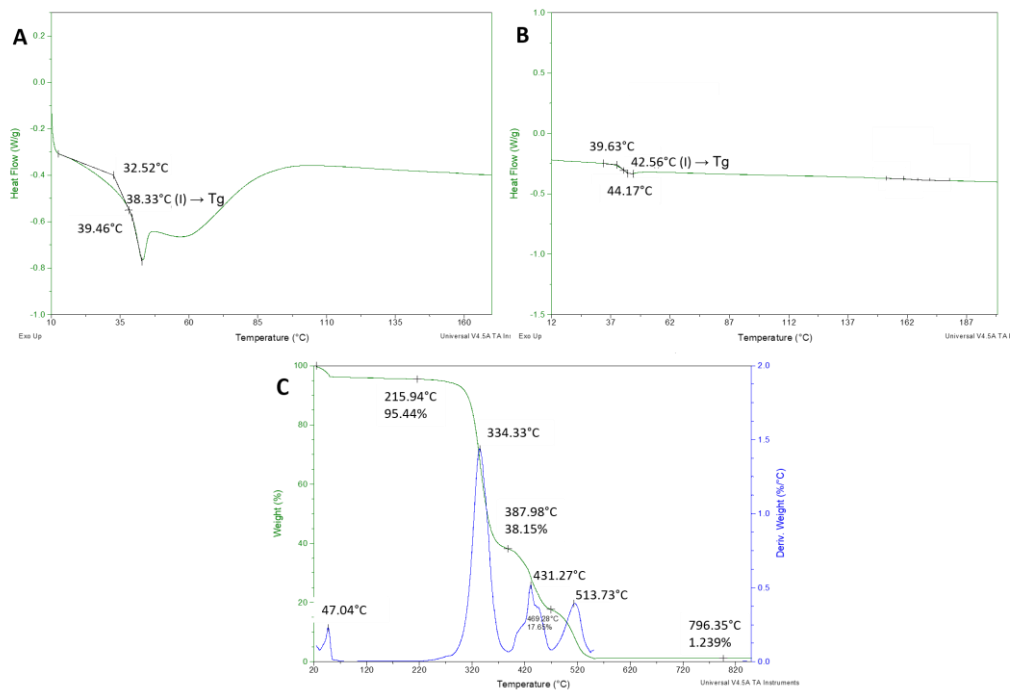 A
0.2
0.0
-0.2
-0.4
-0.6
-0.8
-1.0
Heat Flow (W/g)
32.52°C
38.33°C (I) → Tg
39.46°C
10 35 60 85 110 135 160
Exo Up
Temperature (°C)
Universal V4.5A TA
B
1.0
0.5
0.0
-0.5
-1.0
-1.5
Heat Flow (W/g)
39.63°C
42.56°C (I) → Tg
44.17°C
12 37 62 87 112 137 162 187
Exo Up
Temperature (°C)
Universal V4.5A TA
C
100
80
60
40
20
0
Weight (%)
215.94°C
95.44%
334.33°C
387.98°C
38.15%
431.27°C
469.28°C
17.65%
513.73°C
47.04°C
796.35°C
1.239%
2.0
1.5
1.0
0.5
0.0
Deriv. Weight (%/°C)
20 120 220 320 420 520 620 720 820
Temperature (°C)
Universal V4.5A TA Instruments